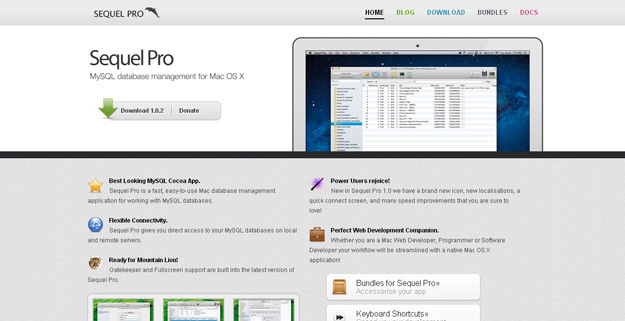 SEQUEL PRO
HOME BLOG DOWNLOAD BUNDLES DOCS
Sequel Pro
MySQL database management for Mac OS X
Download 1.0.2 Donate
Best Looking MySQL Cocoa App.
Sequel Pro is a fast, easy-to-use Mac database management
application for working with MySQL databases.
Flexible Connectivity.
Sequel Pro gives you direct access to your MySQL databases on local
and remote servers.
Ready for Mountain Lion!
Gatekeeper and Fullscreen support are built into the latest version of
Sequel Pro.
Power Users rejoice!
New in Sequel Pro 1.0 we have a brand new icon, new localisations, a
quick connect screen, and many speed improvements that you are sure to
love!
Perfect Web Development Companion.
Whether you are a Mac Web Developer, Programmer or Software
Developer your workflow will be streamlined with a native Mac OS X
application!
Bundles for Sequel Pro»
Accessorise your app
Keyboard Shortcuts»